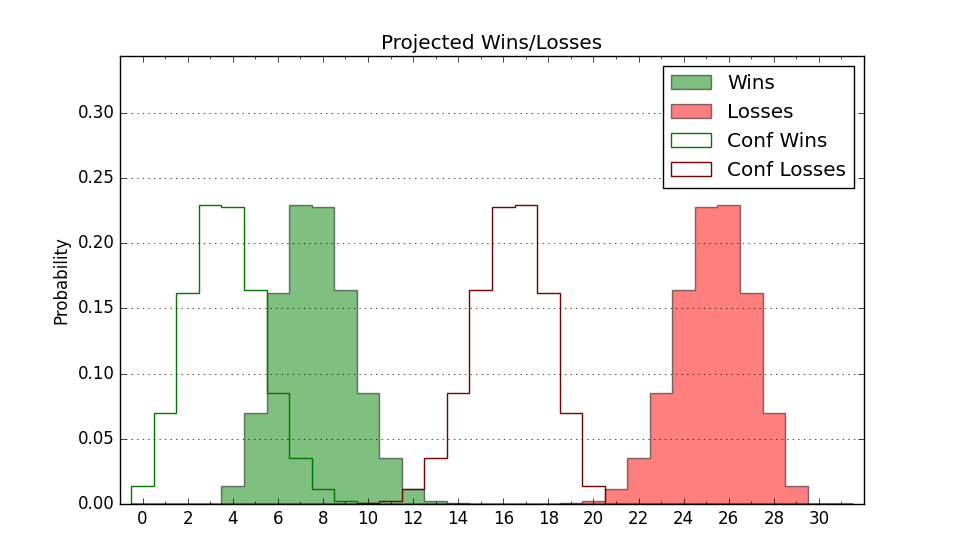 Projected Wins/Losses
Wins
Losses
Conf Wins
Conf Losses
Probability
0.30
0.25
0.20
0.15
0.10
0.05
0.00
0 2 4 6 8 10 12 14 16 18 20 22 24 26 28 30